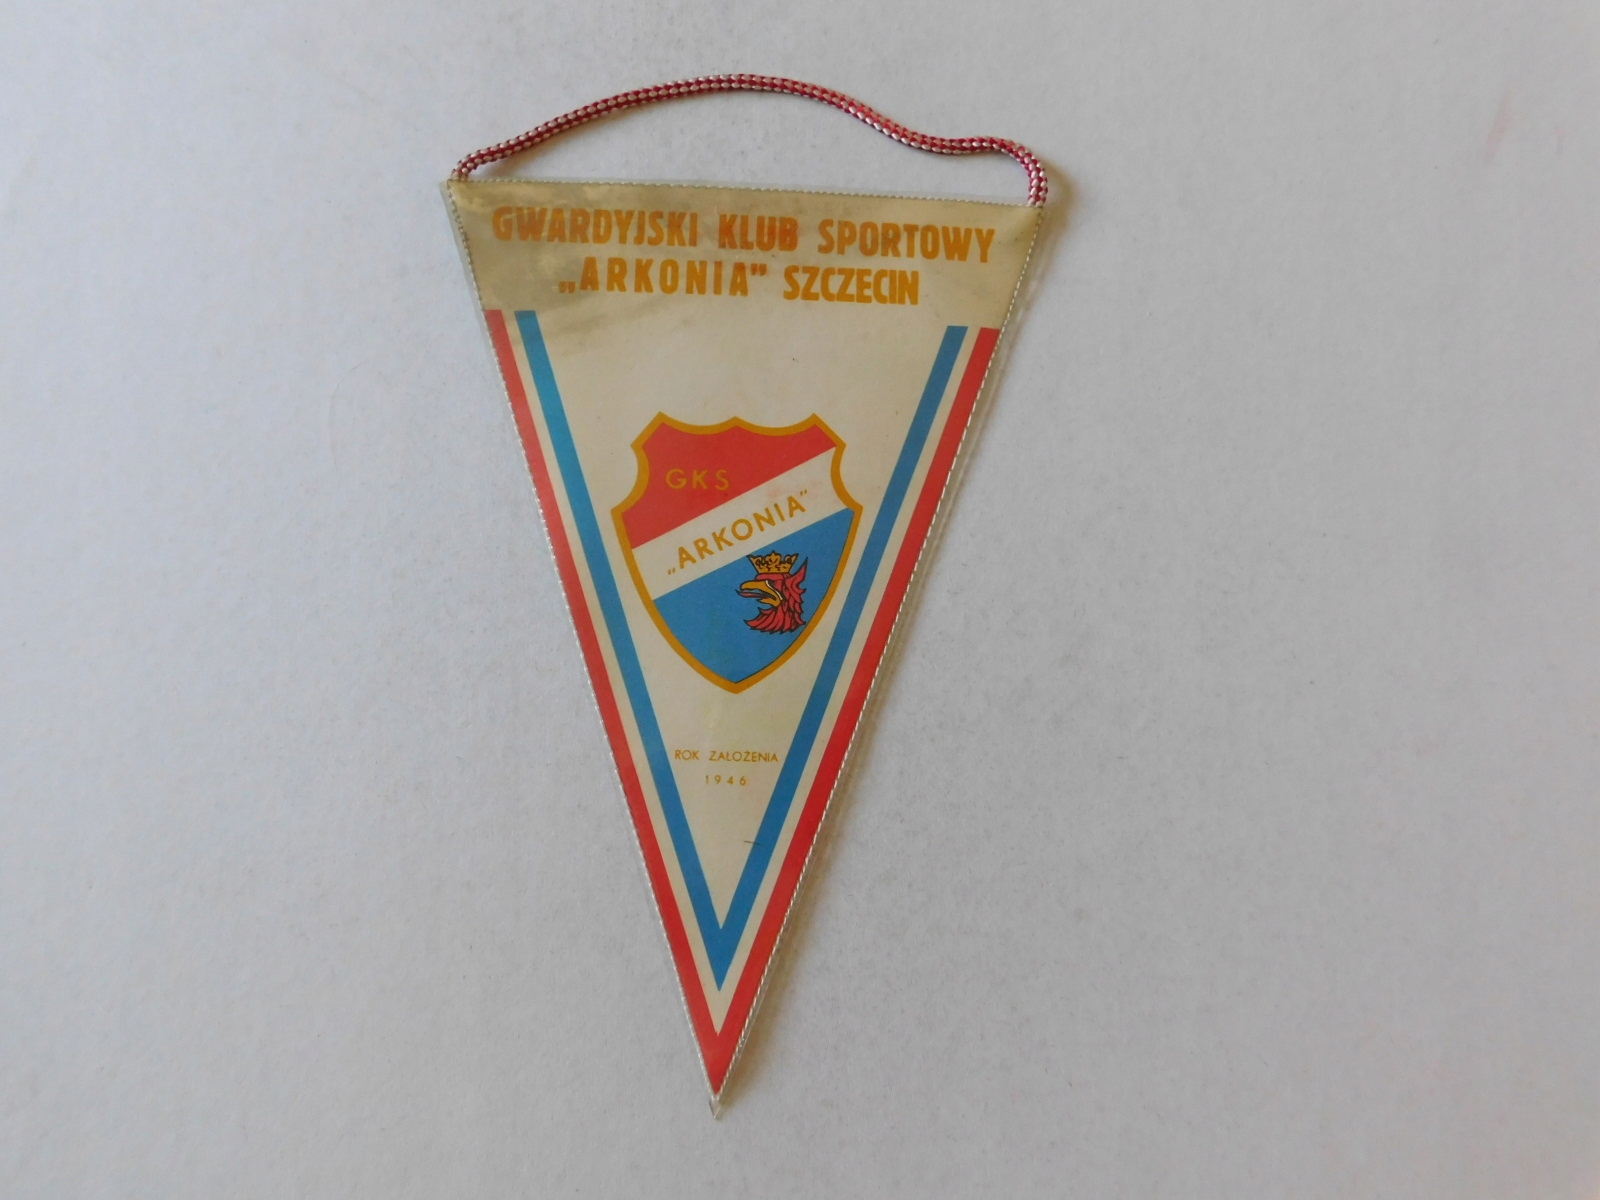 GWARDYJSKI KLUB SPORTOWY
„ARKONIA” SZCZECIN
GKS
„ARKONIA”
ROK ZAŁOŻENIA
1946